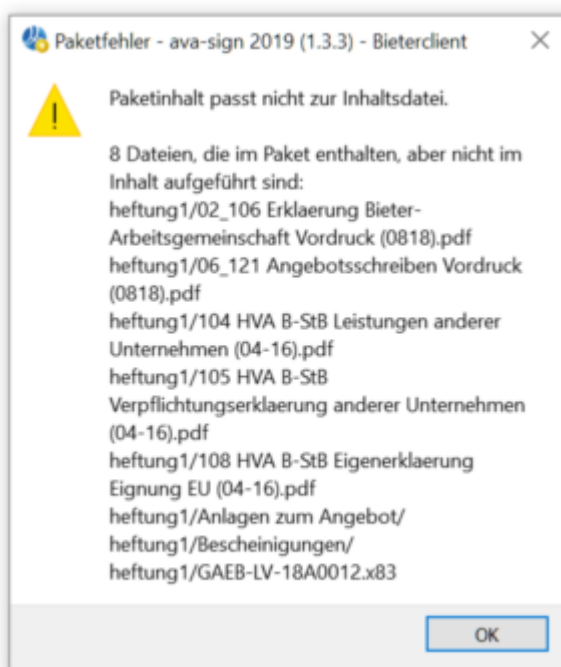 Paketfehler - ava-sign 2019 (1.3.3) - Bieterclient
Paketinhalt passt nicht zur Inhaltsdatei.
8 Dateien, die im Paket enthalten, aber nicht im
Inhalt aufgeführt sind:
heftung1/02_106 Erklaerung Bieter-
Arbeitsgemeinschaft Vordruck (0818).pdf
heftung1/06_121 Angebotsschreiben Vordruck
(0818).pdf
heftung1/104 HVA B-StB Leistungen anderer
Unternehmen (04-16).pdf
heftung1/105 HVA B-StB
Verpflichtungserklaerung anderer Unternehmen
(04-16).pdf
heftung1/108 HVA B-StB Eigenerklaerung
Eignung EU (04-16).pdf
heftung1/Anlagen zum Angebot/
heftung1/Bescheinigungen/
heftung1/GAEB-LV-18A0012.x83
OK